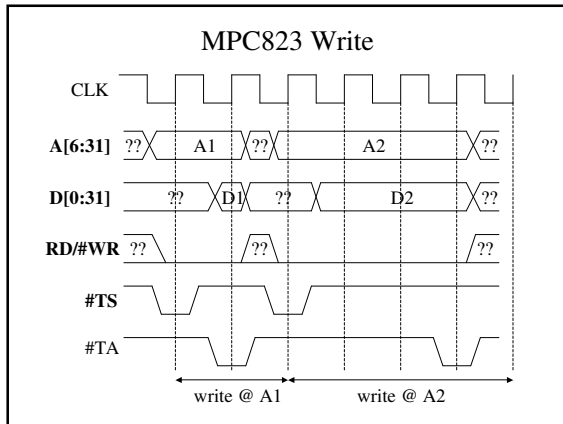 MPC823 Write
CLK
A[6:31] ?? A1 ?? A2 ??
D[0:31] ?? D1 ?? D2 ??
RD/#WR ?? ?? ??
#TS
#TA
write @ A1 write @ A2